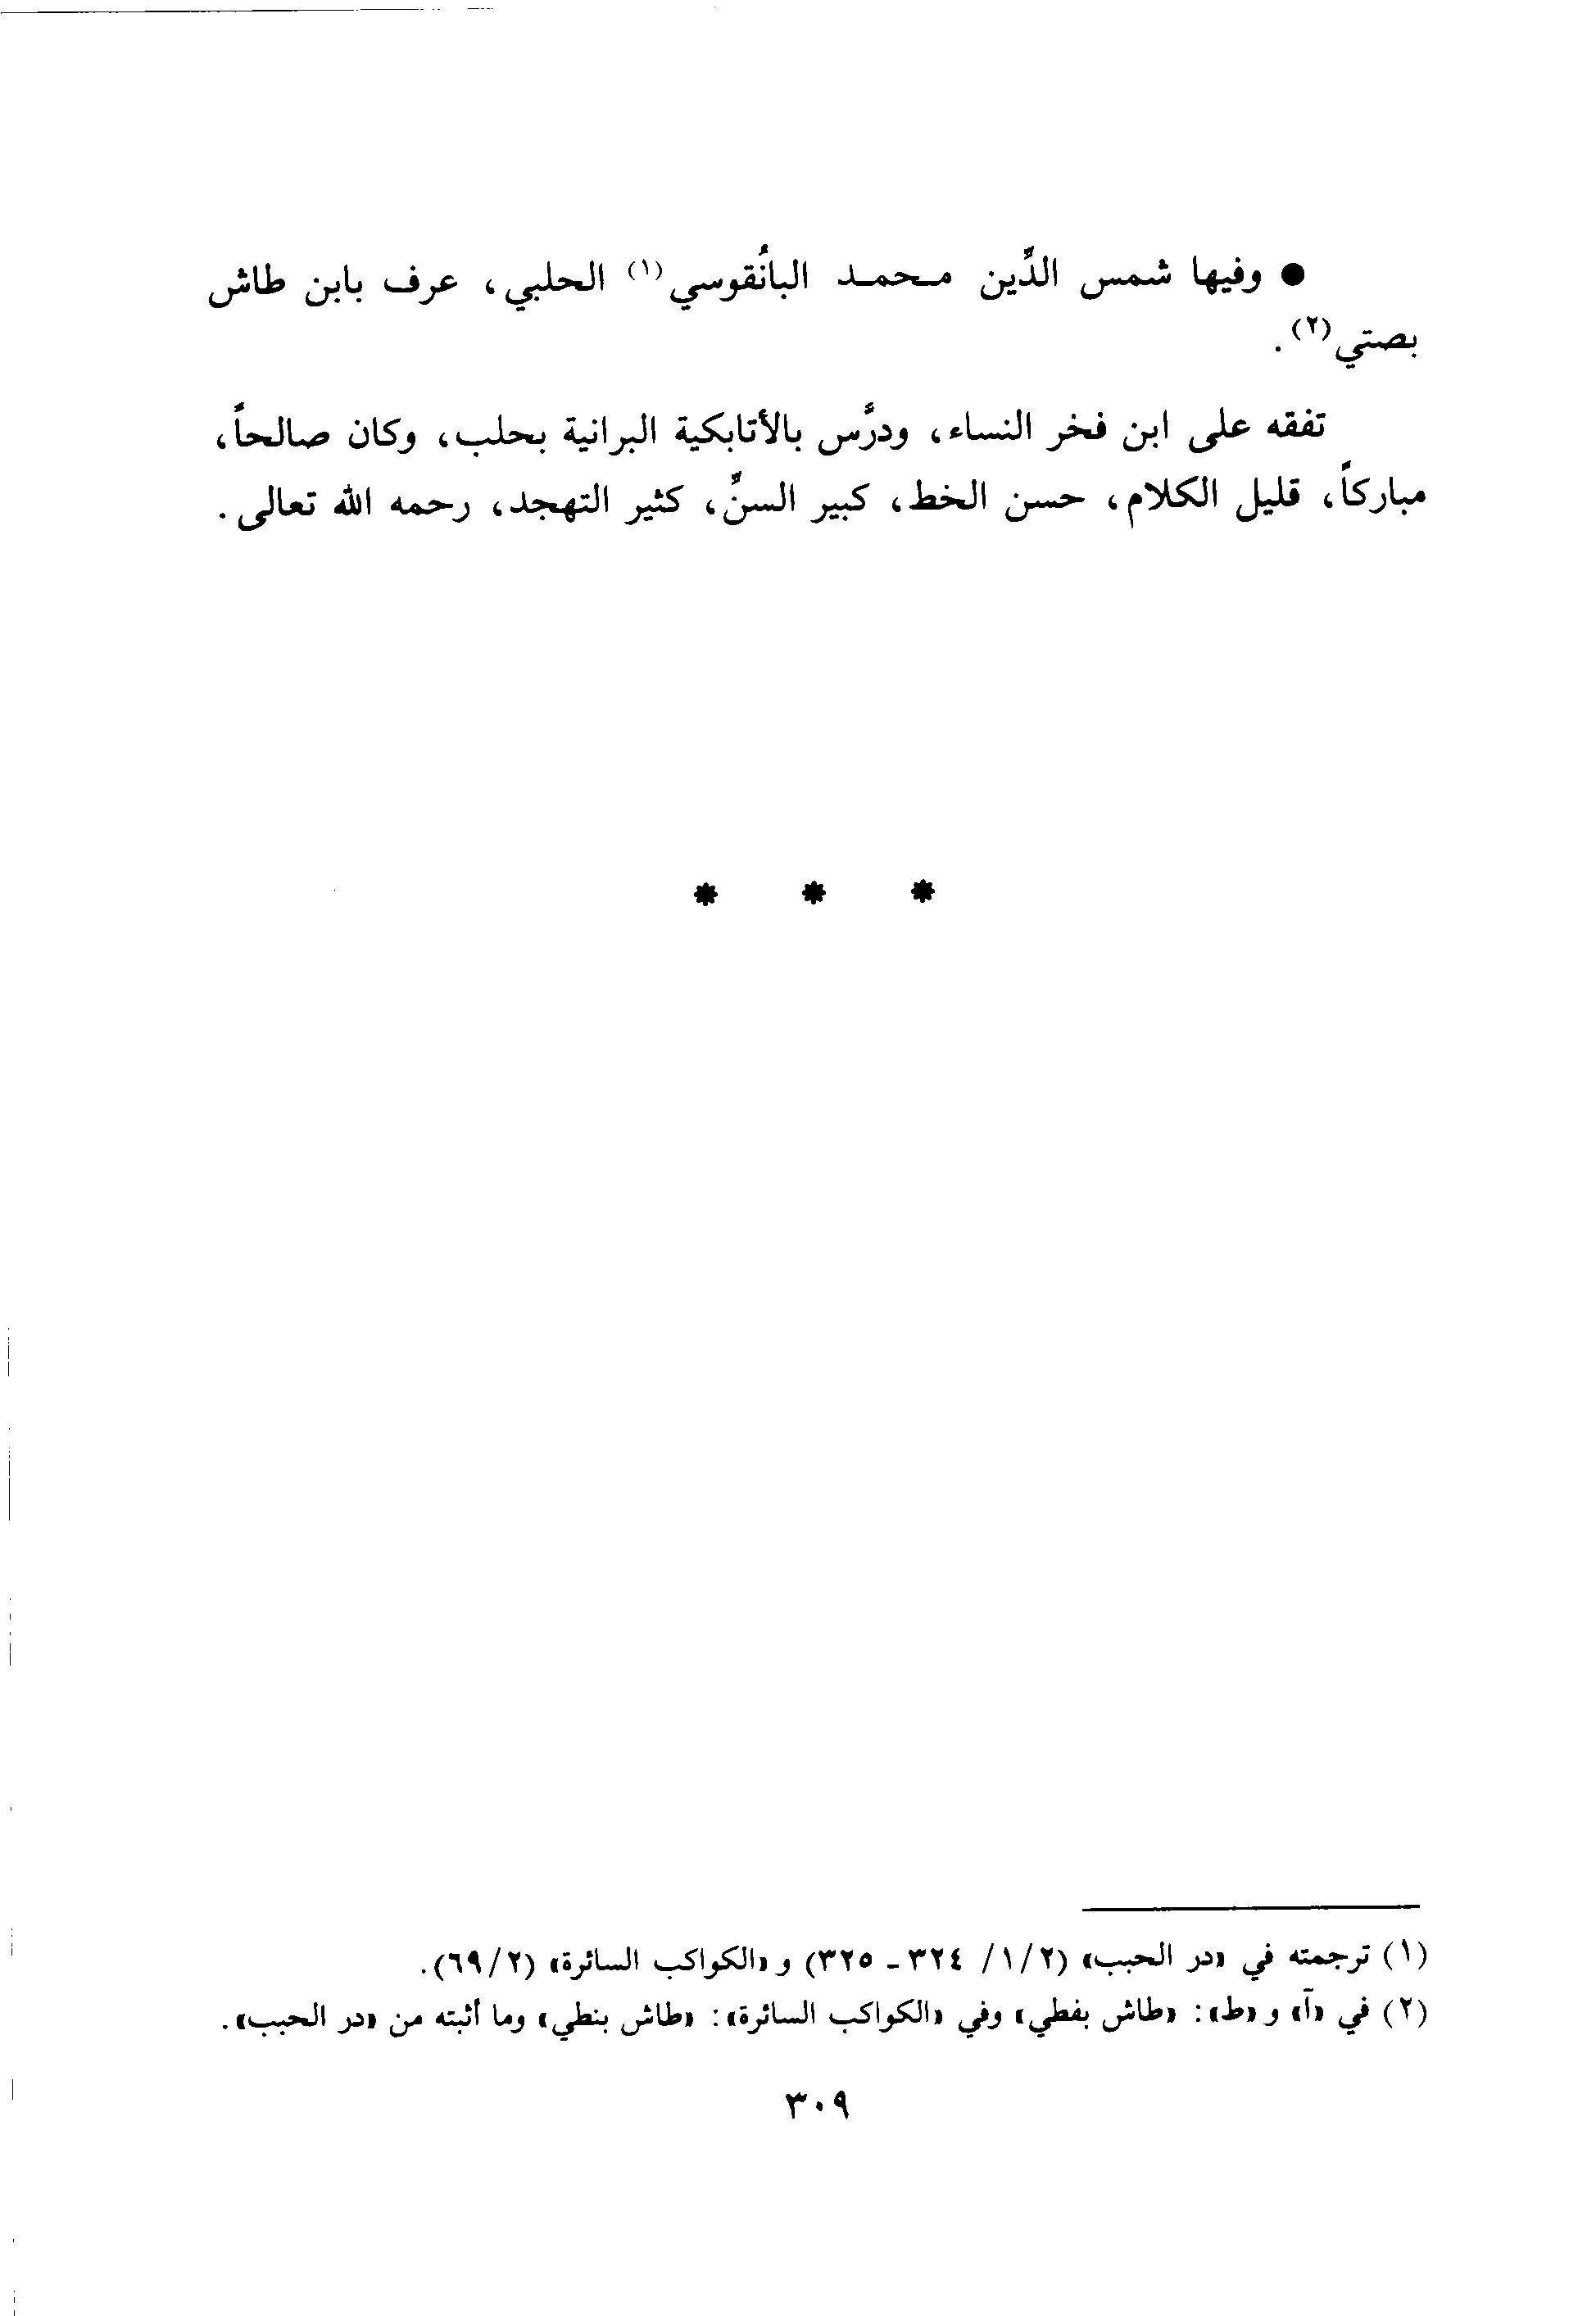 ● وفيها شمس الدِّين محمد البانُقوسي(١) الحلبي، عرف بابن طاش
بصتي(٢).
تفقه على ابن فخر النساء، ودرَّس بالأتابكية البرانية بحلب، وكان صالحاً،
مباركاً، قليل الكلام، حسن الخط، كبير السنِّ، كثير التهجد، رحمه الله تعالى.
* * *
(١) ترجمته في «در الحبب» (٢/١/ ٣٢٤ ـ ٣٢٥) و «الكواكب السائرة» (٦٩/٢).
(٢) في «آ» و «ط»: «طاش بفطي» وفي «الكواكب السائرة»: «طاش بنطي» وما أثبته من «در الحبب».
٣٠٩